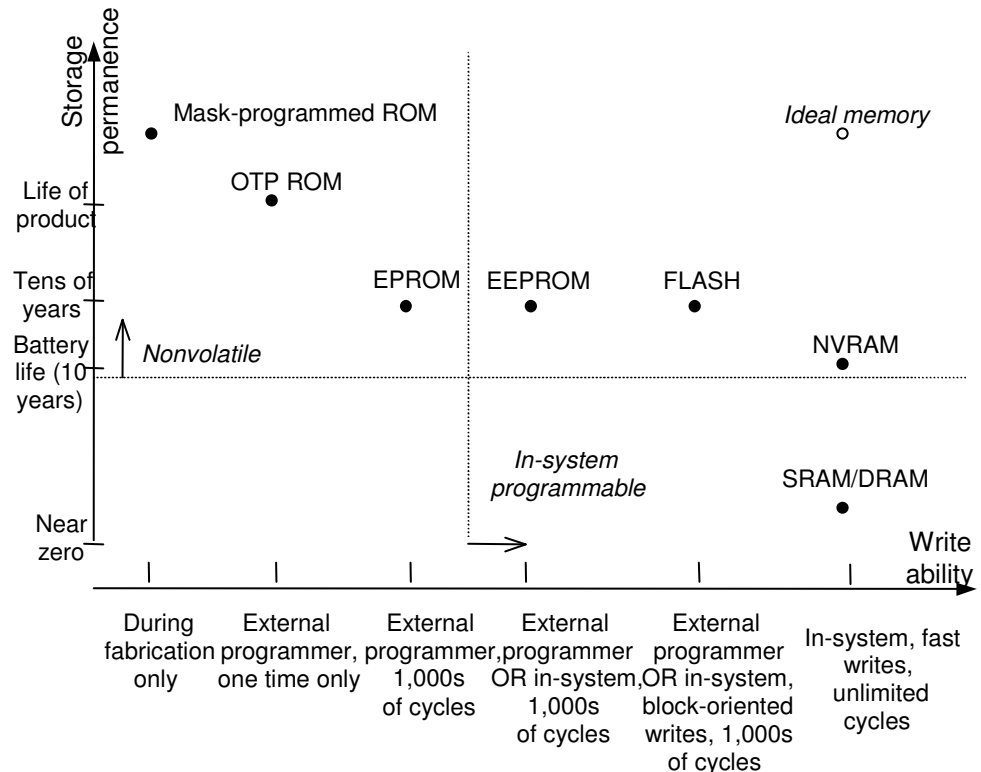 Storage
permanence
Mask-programmed ROM
Ideal memory
OTP ROM
Life of
product
EPROM
EEPROM
FLASH
Tens of
years
Nonvolatile
NVRAM
Battery
life (10
years)
In-system
programmable
SRAM/DRAM
Near
zero
Write
ability
During
fabrication
only
External
programmer,
one time only
External
programmer,
1,000s
of cycles
External
programmer
OR in-system,
1,000s
of cycles
External
programmer
OR in-system,
block-oriented
writes, 1,000s
of cycles
In-system, fast
writes,
unlimited
cycles